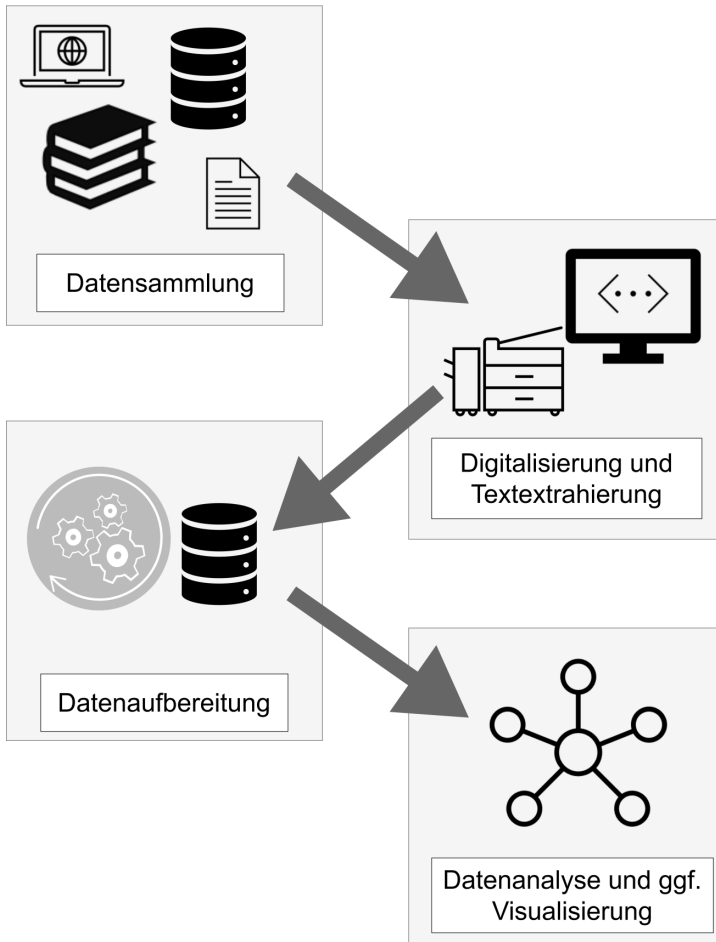 Datensammlung
Digitalisierung und
Textextrahierung
Datenaufbereitung
Datenanalyse und ggf.
Visualisierung